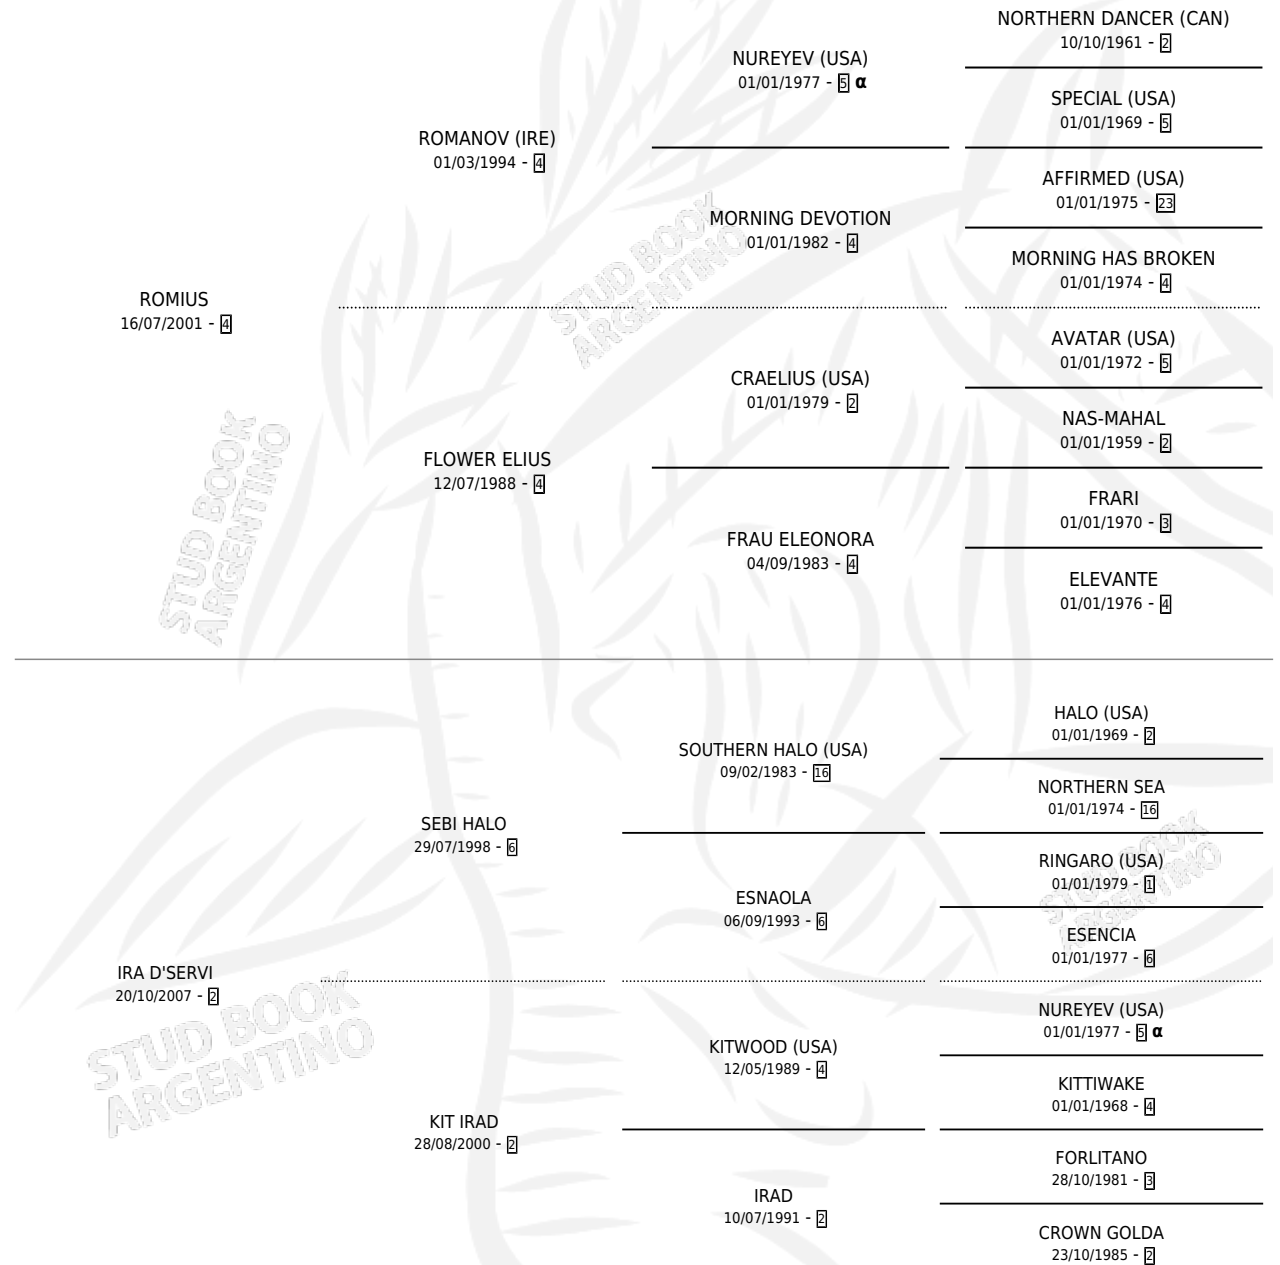 NORTHERN DANCER (CAN)
10/10/1961 - 2
NUREYEV (USA)
01/01/1977 - 5 α
SPECIAL (USA)
01/01/1969 - 5
ROMANOV (IRE)
01/03/1994 - 4
AFFIRMED (USA)
01/01/1975 - 23
MORNING DEVOTION
01/01/1982 - 4
MORNING HAS BROKEN
01/01/1974 - 4
ROMIUS
16/07/2001 - 4
AVATAR (USA)
01/01/1972 - 5
CRAELIUS (USA)
01/01/1979 - 2
NAS-MAHAL
01/01/1959 - 2
FLOWER ELIUS
12/07/1988 - 4
FRARI
01/01/1970 - 3
FRAU ELEONORA
04/09/1983 - 4
ELEVANTE
01/01/1976 - 4
HALO (USA)
01/01/1969 - 2
SOUTHERN HALO (USA)
09/02/1983 - 16
NORTHERN SEA
01/01/1974 - 16
SEBI HALO
29/07/1998 - 6
RINGARO (USA)
01/01/1979 - 1
ESNAOLA
06/09/1993 - 6
ESENCIA
01/01/1977 - 6
IRA D'SERVI
20/10/2007 - 2
NUREYEV (USA)
01/01/1977 - 5 α
KITWOOD (USA)
12/05/1989 - 4
KITTIWAKE
01/01/1968 - 4
KIT IRAD
28/08/2000 - 2
FORLITANO
28/10/1981 - 3
IRAD
10/07/1991 - 2
CROWN GOLDA
23/10/1985 - 2
STUD BOOK
ARGENTINO
STUD BOOK
ARGENTINO
STUD BOOK
ARGENTINO
STUD BOOK
ARGENTINO